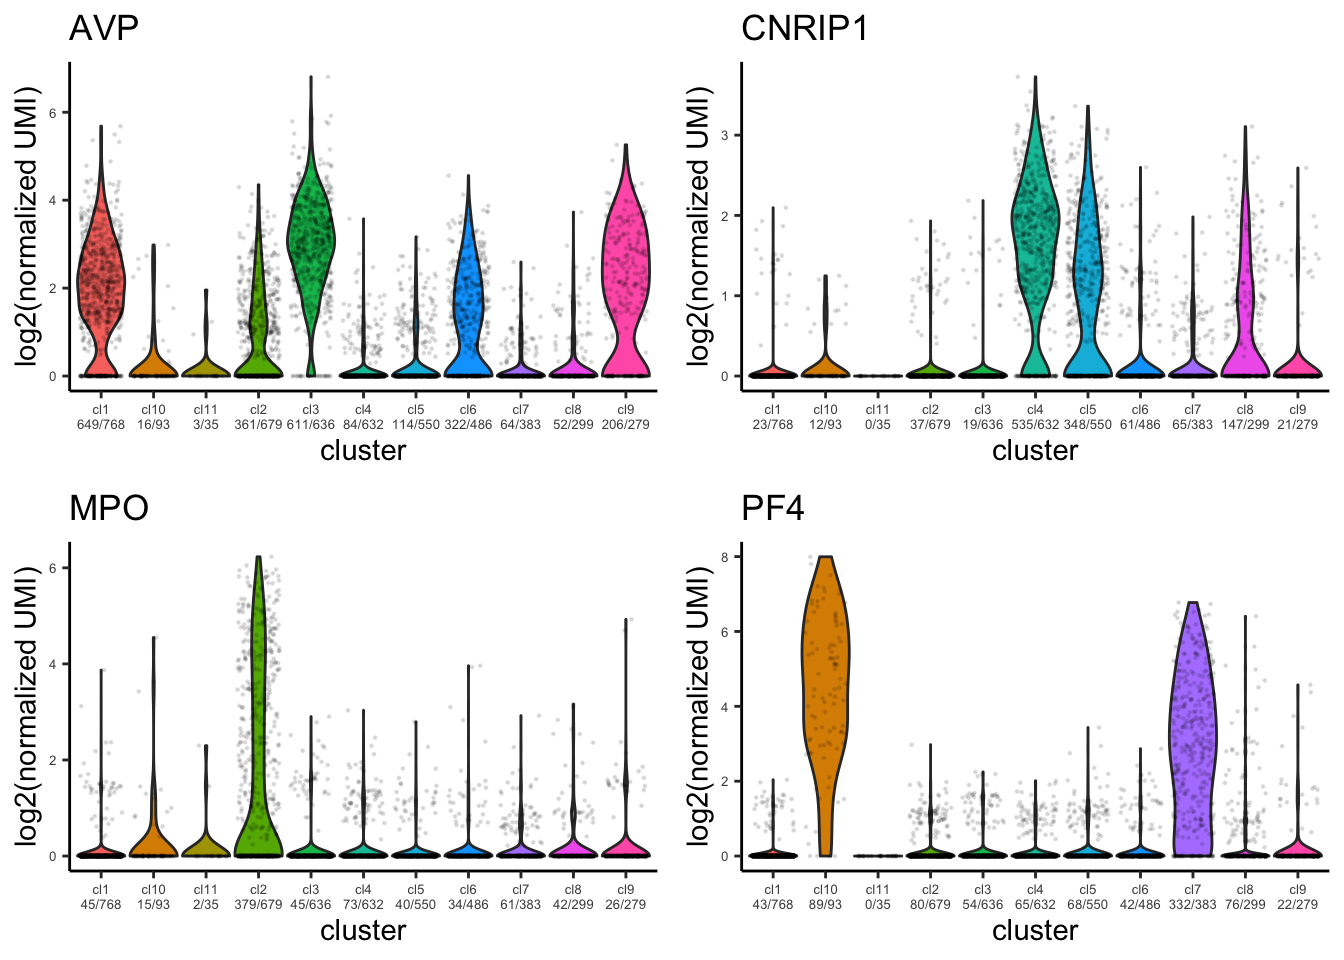 AVP
log2(normalized UMI)
6
4
2
0
cl1 cl10 cl11 cl2 cl3 cl4 cl5 cl6 cl7 cl8 cl9
649/768 16/93 3/35 361/679 611/636 84/632 114/550 322/486 64/383 52/299 206/279
cluster
CNRIP1
log2(normalized UMI)
3
2
1
0
cl1 cl10 cl11 cl2 cl3 cl4 cl5 cl6 cl7 cl8 cl9
23/768 12/93 0/35 37/679 19/636 535/632 348/550 61/486 65/383 147/299 21/279
cluster
MPO
log2(normalized UMI)
6
4
2
0
cl1 cl10 cl11 cl2 cl3 cl4 cl5 cl6 cl7 cl8 cl9
45/768 15/93 2/35 379/679 45/636 73/632 40/550 34/486 61/383 42/299 26/279
cluster
PF4
log2(normalized UMI)
8
6
4
2
0
cl1 cl10 cl11 cl2 cl3 cl4 cl5 cl6 cl7 cl8 cl9
43/768 89/93 0/35 80/679 54/636 65/632 68/550 42/486 332/383 76/299 22/279
cluster